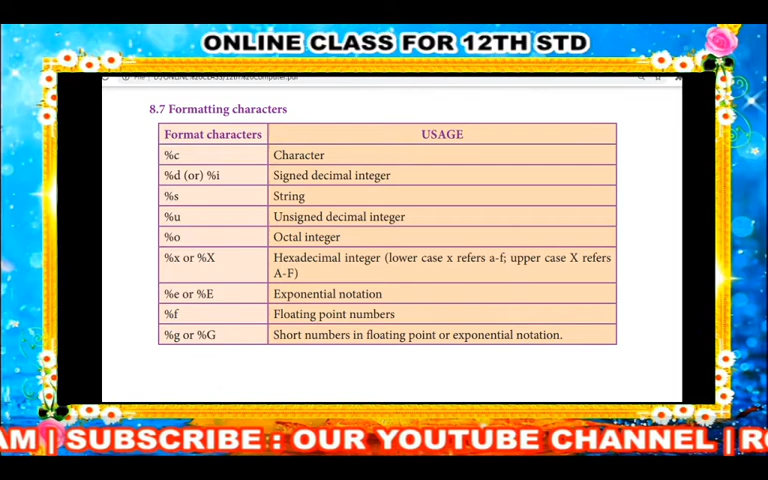 ONLINE CLASS FOR 12TH STD
8.7 Formatting characters
Format characters USAGE
%c Character
%d (or) %i Signed decimal integer
%s String
%u Unsigned decimal integer
%o Octal integer
%x or %X Hexadecimal integer (lower case x refers a-f; upper case X refers
A-F)
%e or %E Exponential notation
%f Floating point numbers
%g or %G Short numbers in floating point or exponential notation.
AM | SUBSCRIBE : OUR YOUTUBE CHANNEL | RO